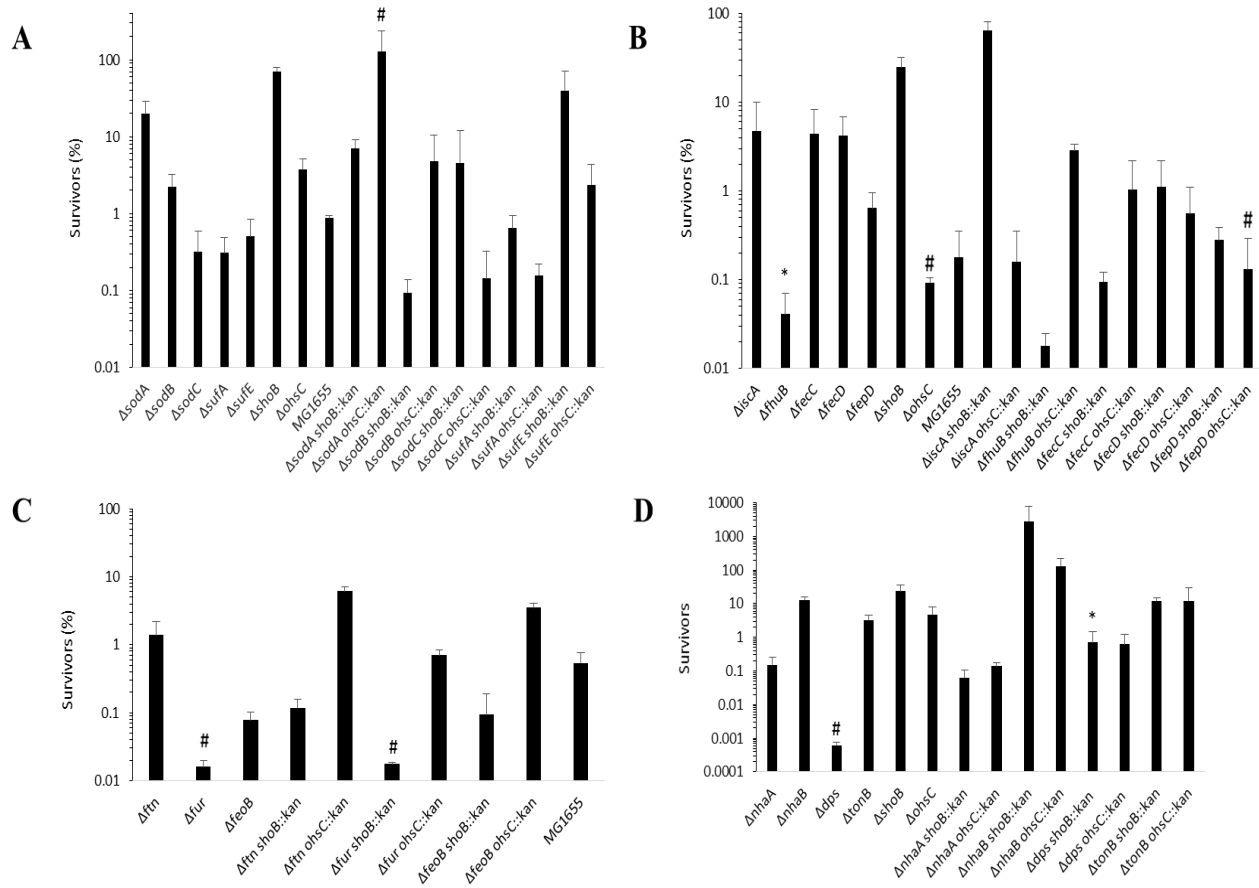 A
#
100
10
1
0.1
0.01
Survivors (%)
ΔsodA
ΔsodB
ΔsodC
ΔsufA
ΔsufE
ΔshoB
ΔohsC
MG1655
ΔsodA shoB::kan
ΔsodA ohsC::kan
ΔsodB shoB::kan
ΔsodB ohsC::kan
ΔsodC shoB::kan
ΔsodC ohsC::kan
ΔsufA shoB::kan
ΔsufA ohsC::kan
ΔsufE shoB::kan
ΔsufE ohsC::kan
B
100
10
1
0.1
0.01
Survivors (%)
*
#
#
ΔiscA
ΔfhuB
ΔfecC
ΔfecD
ΔfepD
ΔshoB
ΔohsC
MG1655
ΔiscA shoB::kan
ΔiscA ohsC::kan
ΔfhuB shoB::kan
ΔfhuB ohsC::kan
ΔfecC shoB::kan
ΔfecC ohsC::kan
ΔfecD shoB::kan
ΔfecD ohsC::kan
ΔfepD shoB::kan
ΔfepD ohsC::kan
C
100
10
1
0.1
0.01
Survivors (%)
#
#
Δftn
Δfur
ΔfeoB
Δftn shoB::kan
Δftn ohsC::kan
Δfur shoB::kan
Δfur ohsC::kan
ΔfeoB shoB::kan
ΔfeoB ohsC::kan
MG1655
D
10000
1000
100
10
1
0.1
0.01
0.001
0.0001
Survivors
#
*
ΔnhaA
ΔnhaB
Δdps
ΔtonB
ΔshoB
ΔohsC
ΔnhaA shoB::kan
ΔnhaA ohsC::kan
ΔnhaB shoB::kan
ΔnhaB ohsC::kan
Δdps shoB::kan
Δdps ohsC::kan
ΔtonB shoB::kan
ΔtonB ohsC::kan